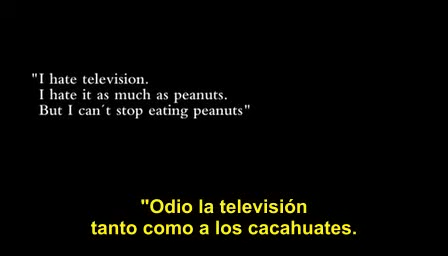 "I hate television.
I hate it as much as peanuts.
But I can´t stop eating peanuts"
"Odio la televisión
tanto como a los cacahuates.